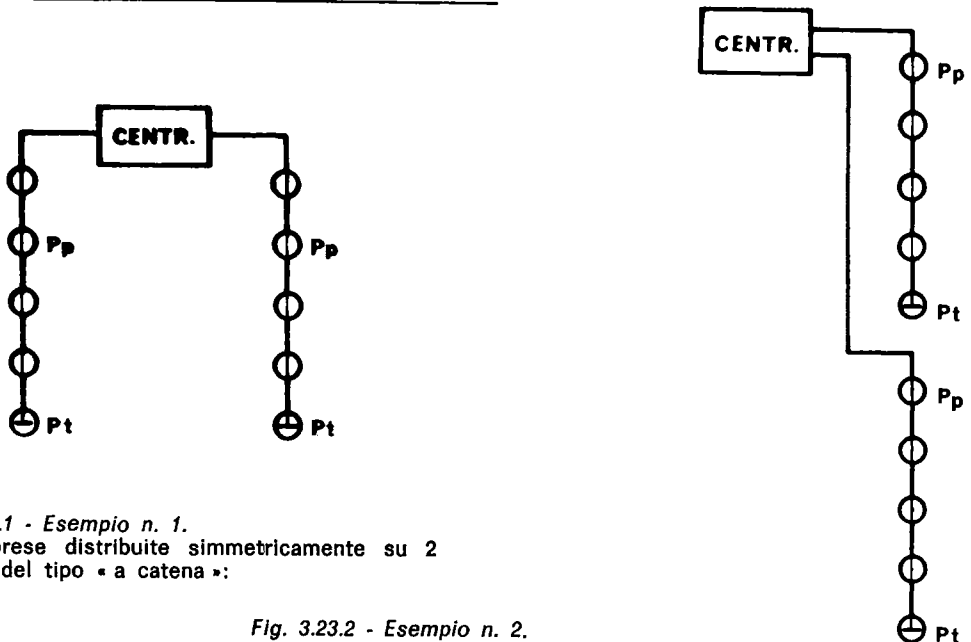 CENTR.
Pp
Pp
Pt
Pt
.1 - Esempio n. 1.
prese distribuite simmetricamente su 2
del tipo « a catena »:
CENTR.
Pp
Pt
Pp
Pt
Fig. 3.23.2 - Esempio n. 2.